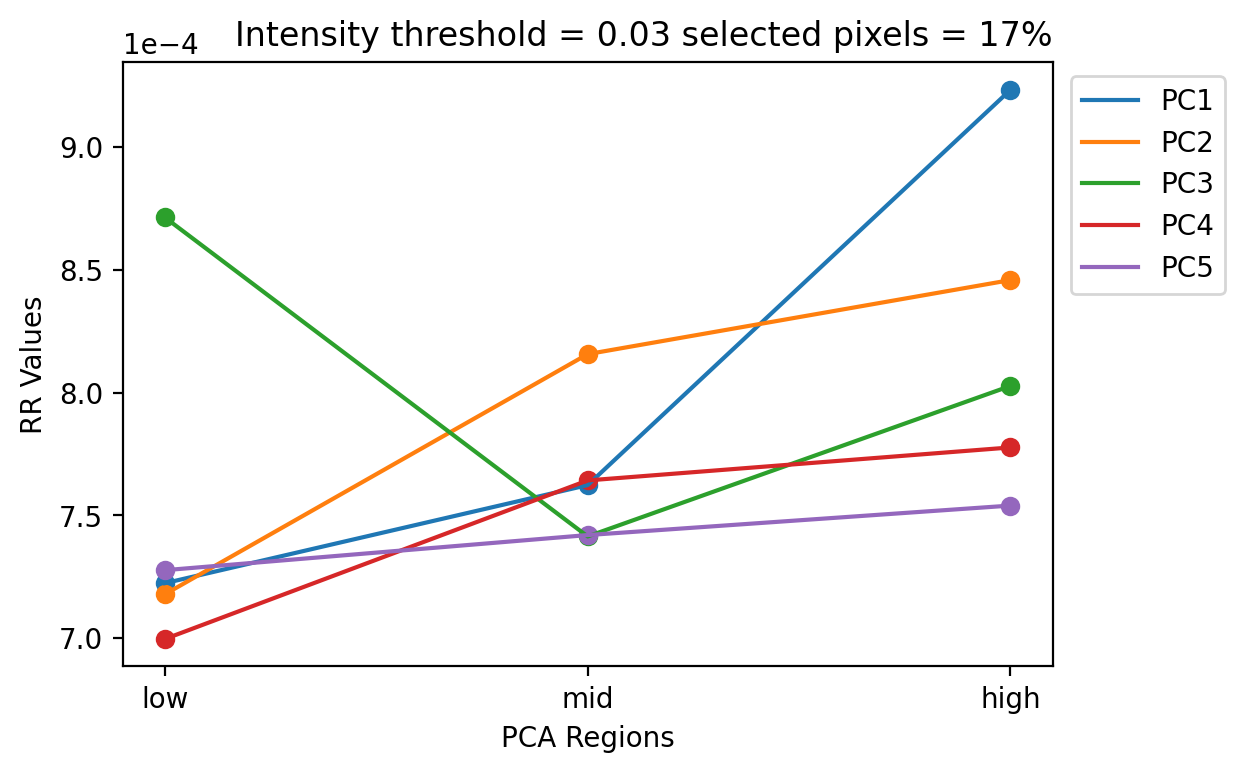 Intensity threshold = 0.03 selected pixels = 17%
1e−4
9.0
8.5
8.0
7.5
7.0
RR Values
low
mid
high
PCA Regions
PC1
PC2
PC3
PC4
PC5